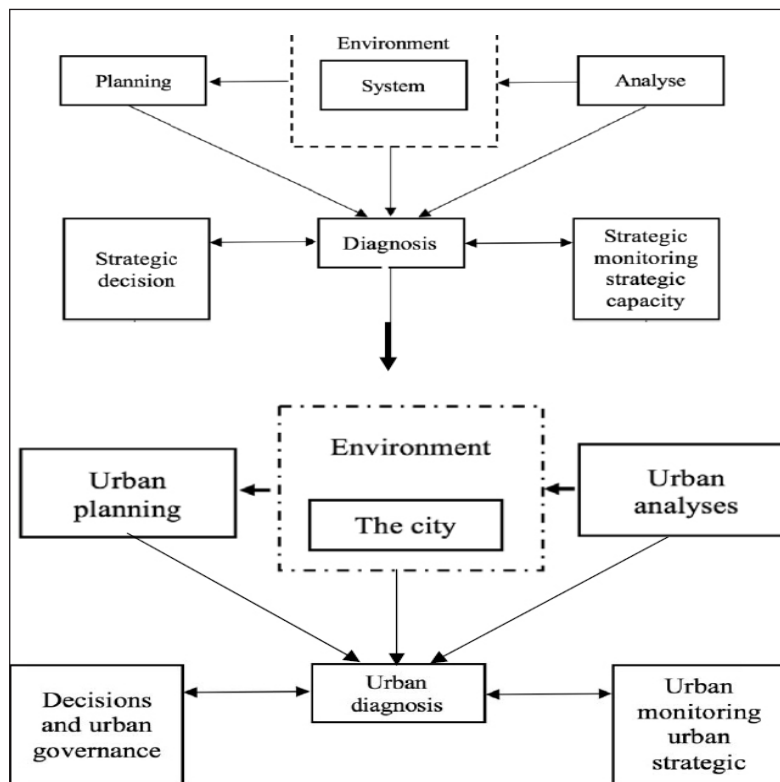 Environment
Planning
System
Analyse
Strategic
decision
Diagnosis
Strategic
monitoring
strategic
capacity
Environment
Urban
planning
The city
Urban
analyses
Decisions
and urban
governance
Urban
diagnosis
Urban
monitoring
urban
strategic